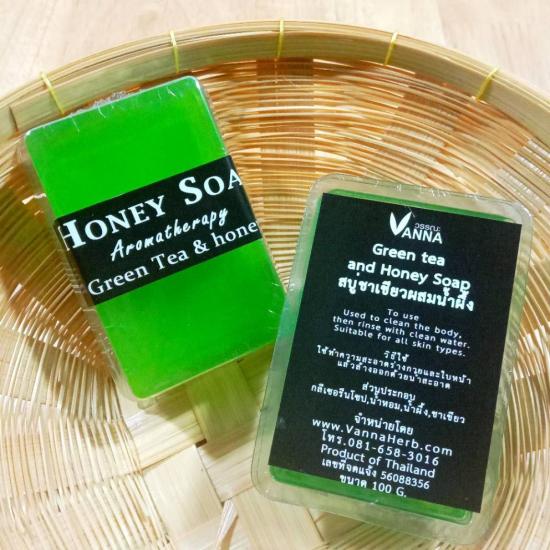 HONEY SOA
Aromatherapy
Green Tea & hone
วรรณะ
VANNA
Green tea
and Honey Soap
สบู่ชาเขียวผสมน้ำผึ้ง
To use
Used to clean the body,
then rinse with clean water.
Suitable for all skin types.
วิธีใช้
ใช้ทำความสะอาดร่างกายและใบหน้า
แล้วล้างออกด้วยน้ำสะอาด
ส่วนประกอบ
กลีเซอรีนโซป,น้ำหอม,น้ำผึ้ง,ชาเขียว
จำหน่ายโดย
www.VannaHerb.com
โทร.081-658-3016
Product of Thailand
เลขที่จดแจ้ง 56088356
ขนาด 100 G.